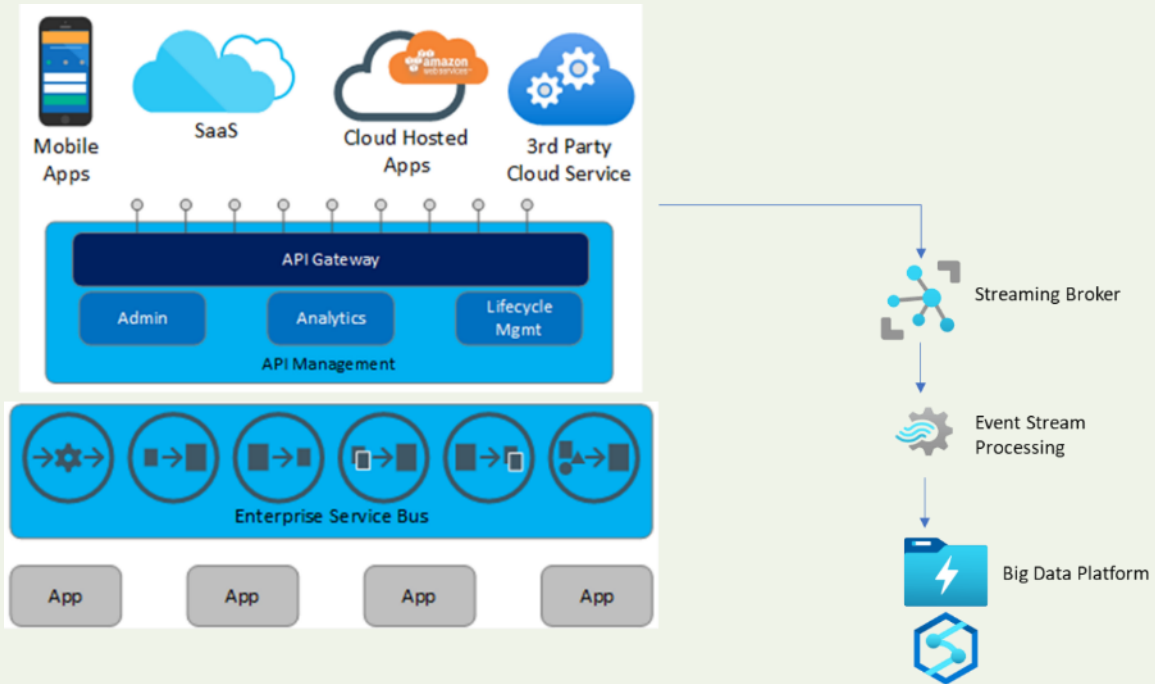 Mobile
Apps
SaaS
amazon
web services™
Cloud Hosted
Apps
3rd Party
Cloud Service
API Gateway
Admin
Analytics
Lifecycle
Mgmt
API Management
Enterprise Service Bus
App
App
App
App
Streaming Broker
Event Stream
Processing
Big Data Platform